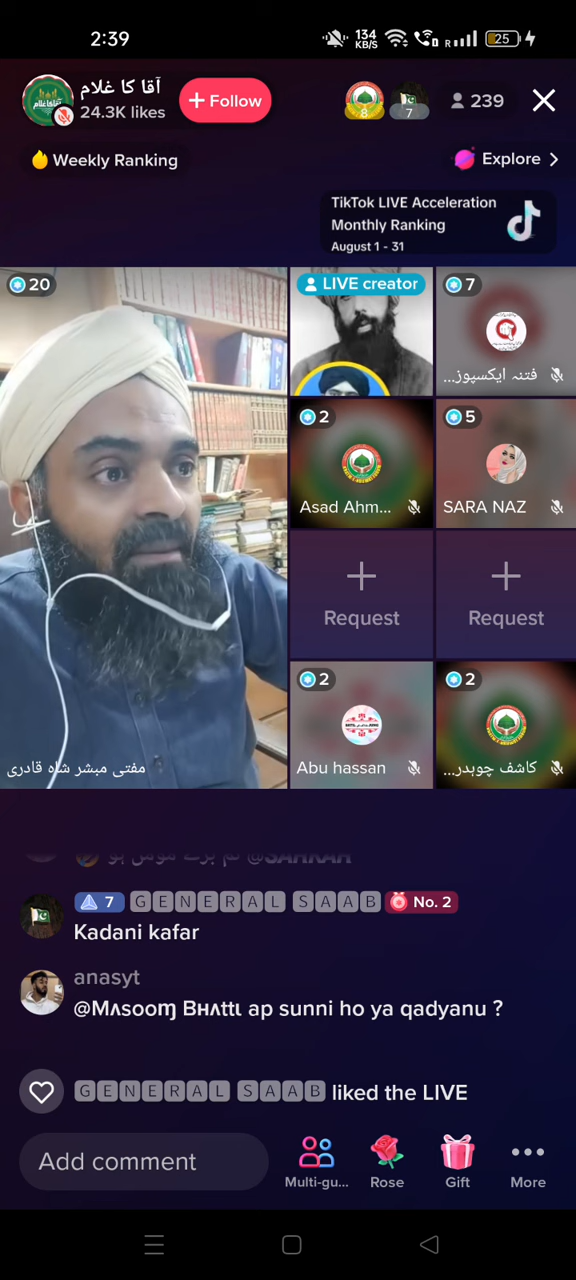 2:39
134
KB/S
R
25
آقا کا غلام
24.3K likes
+ Follow
8
7
239
Weekly Ranking
Explore >
TikTok LIVE Acceleration
Monthly Ranking
August 1 - 31
20
LIVE creator
7
فتنہ ایکسپوز...
2
Asad Ahm...
5
SARA NAZ
Request
Request
مفتی مبشر شاہ قادری
2
Abu hassan
2
کاشف چوہدر...
7 GENERAL SAAB No. 2
Kadani kafar
anasyt
@Mᴧsooɱ Bʜᴧttι ap sunni ho ya qadyanu ?
GENERAL SAAB liked the LIVE
Add comment
Multi-gu...
Rose
Gift
More